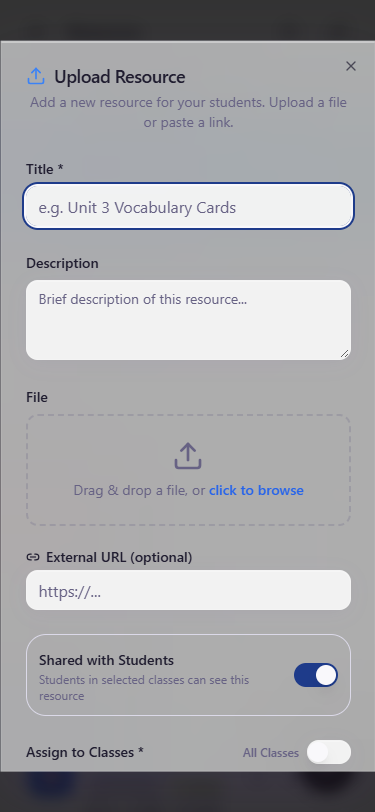 Upload Resource
Add a new resource for your students. Upload a file
or paste a link.
Title *
e.g. Unit 3 Vocabulary Cards
Description
Brief description of this resource...
File
Drag & drop a file, or click to browse
External URL (optional)
https://...
Shared with Students
Students in selected classes can see this
resource
Assign to Classes *
All Classes